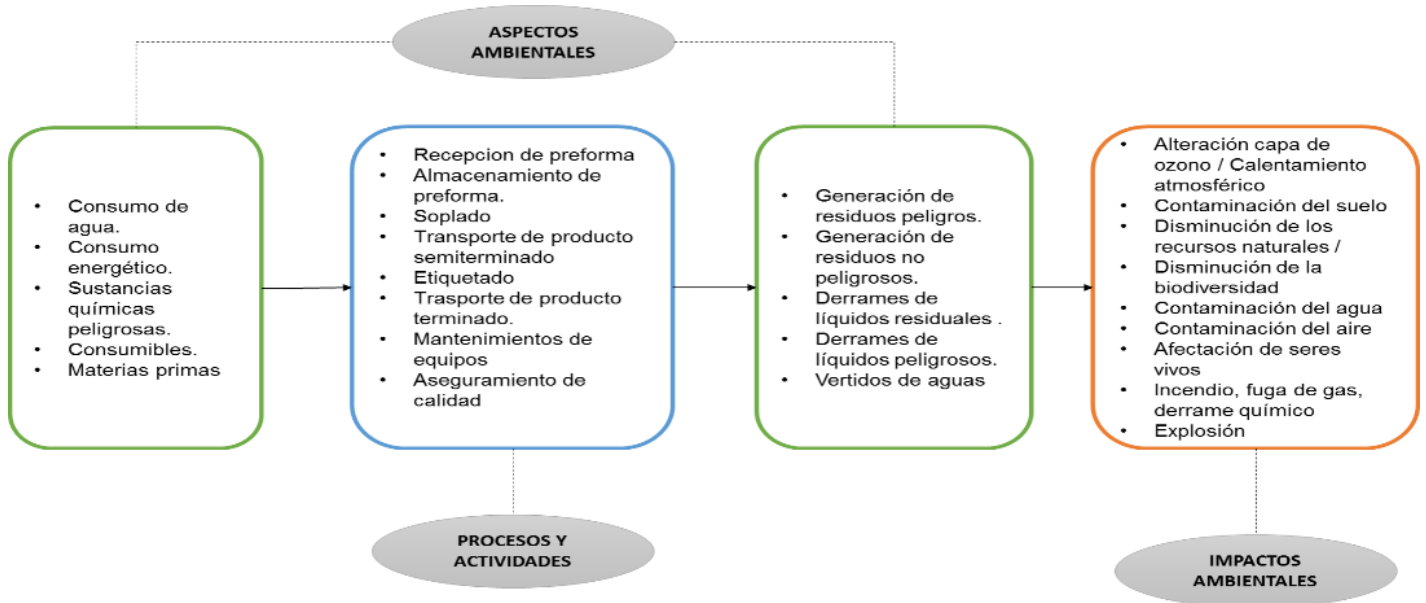 ASPECTOS
AMBIENTALES
• Consumo de
agua.
• Consumo
energético.
• Sustancias
químicas
peligrosas.
• Consumibles.
• Materias primas
• Recepcion de preforma
• Almacenamiento de
preforma.
• Soplado
• Transporte de producto
semiterminado
• Etiquetado
• Trasporte de producto
terminado.
• Mantenimientos de
equipos
• Aseguramiento de
calidad
• Generación de
residuos peligros.
• Generación de
residuos no
peligrosos.
• Derrames de
líquidos residuales .
• Derrames de
líquidos peligrosos.
• Vertidos de aguas
• Alteración capa de
ozono / Calentamiento
atmosférico
• Contaminación del suelo
• Disminución de los
recursos naturales /
• Disminución de la
biodiversidad
• Contaminación del agua
• Contaminación del aire
• Afectación de seres
vivos
• Incendio, fuga de gas,
derrame químico
• Explosión
PROCESOS Y
ACTIVIDADES
IMPACTOS
AMBIENTALES